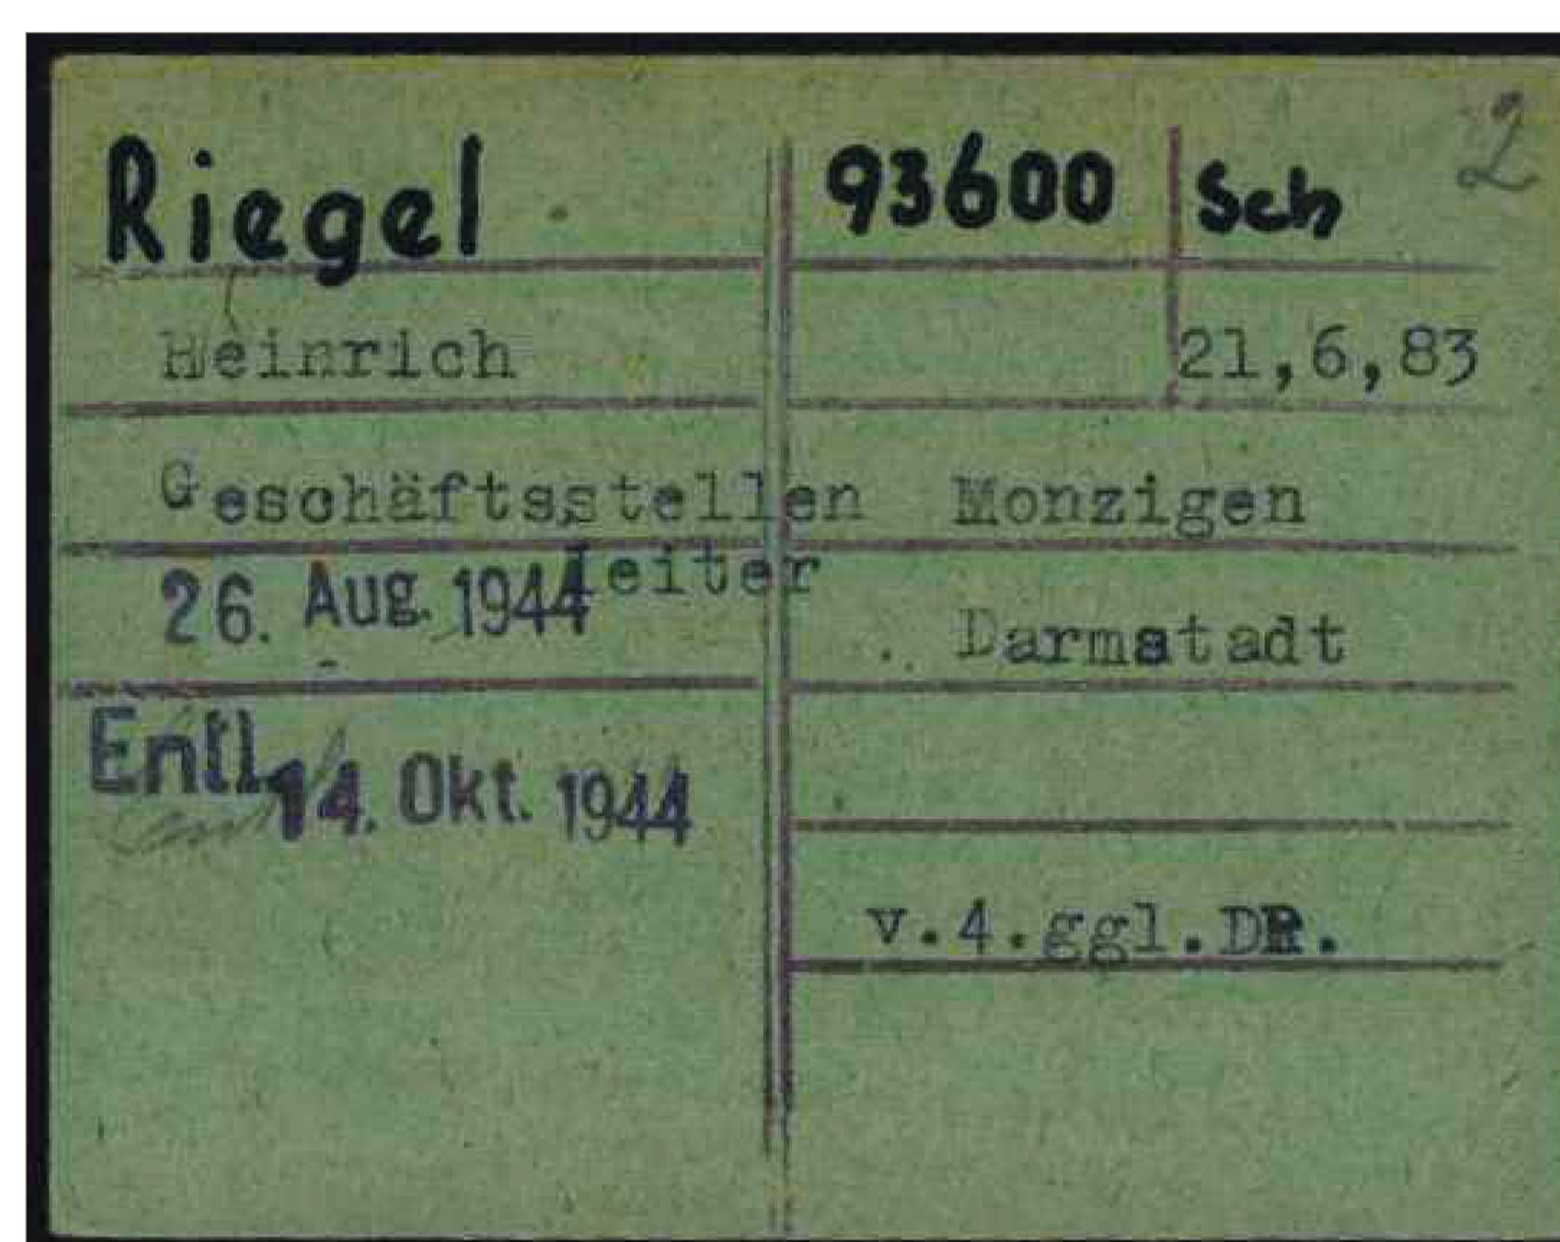 Riegel 93600 Sch 2
Heinrich 21,6,83
Geschäftsstellen Monzigen
leiter
26. Aug. 1944 Darmstadt
Entl. 14. Okt. 1944
v.4.ggl.DR.